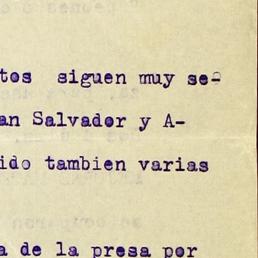 tos siguen muy se-
an Salvador y A-
ido tambien varias
a de la presa por